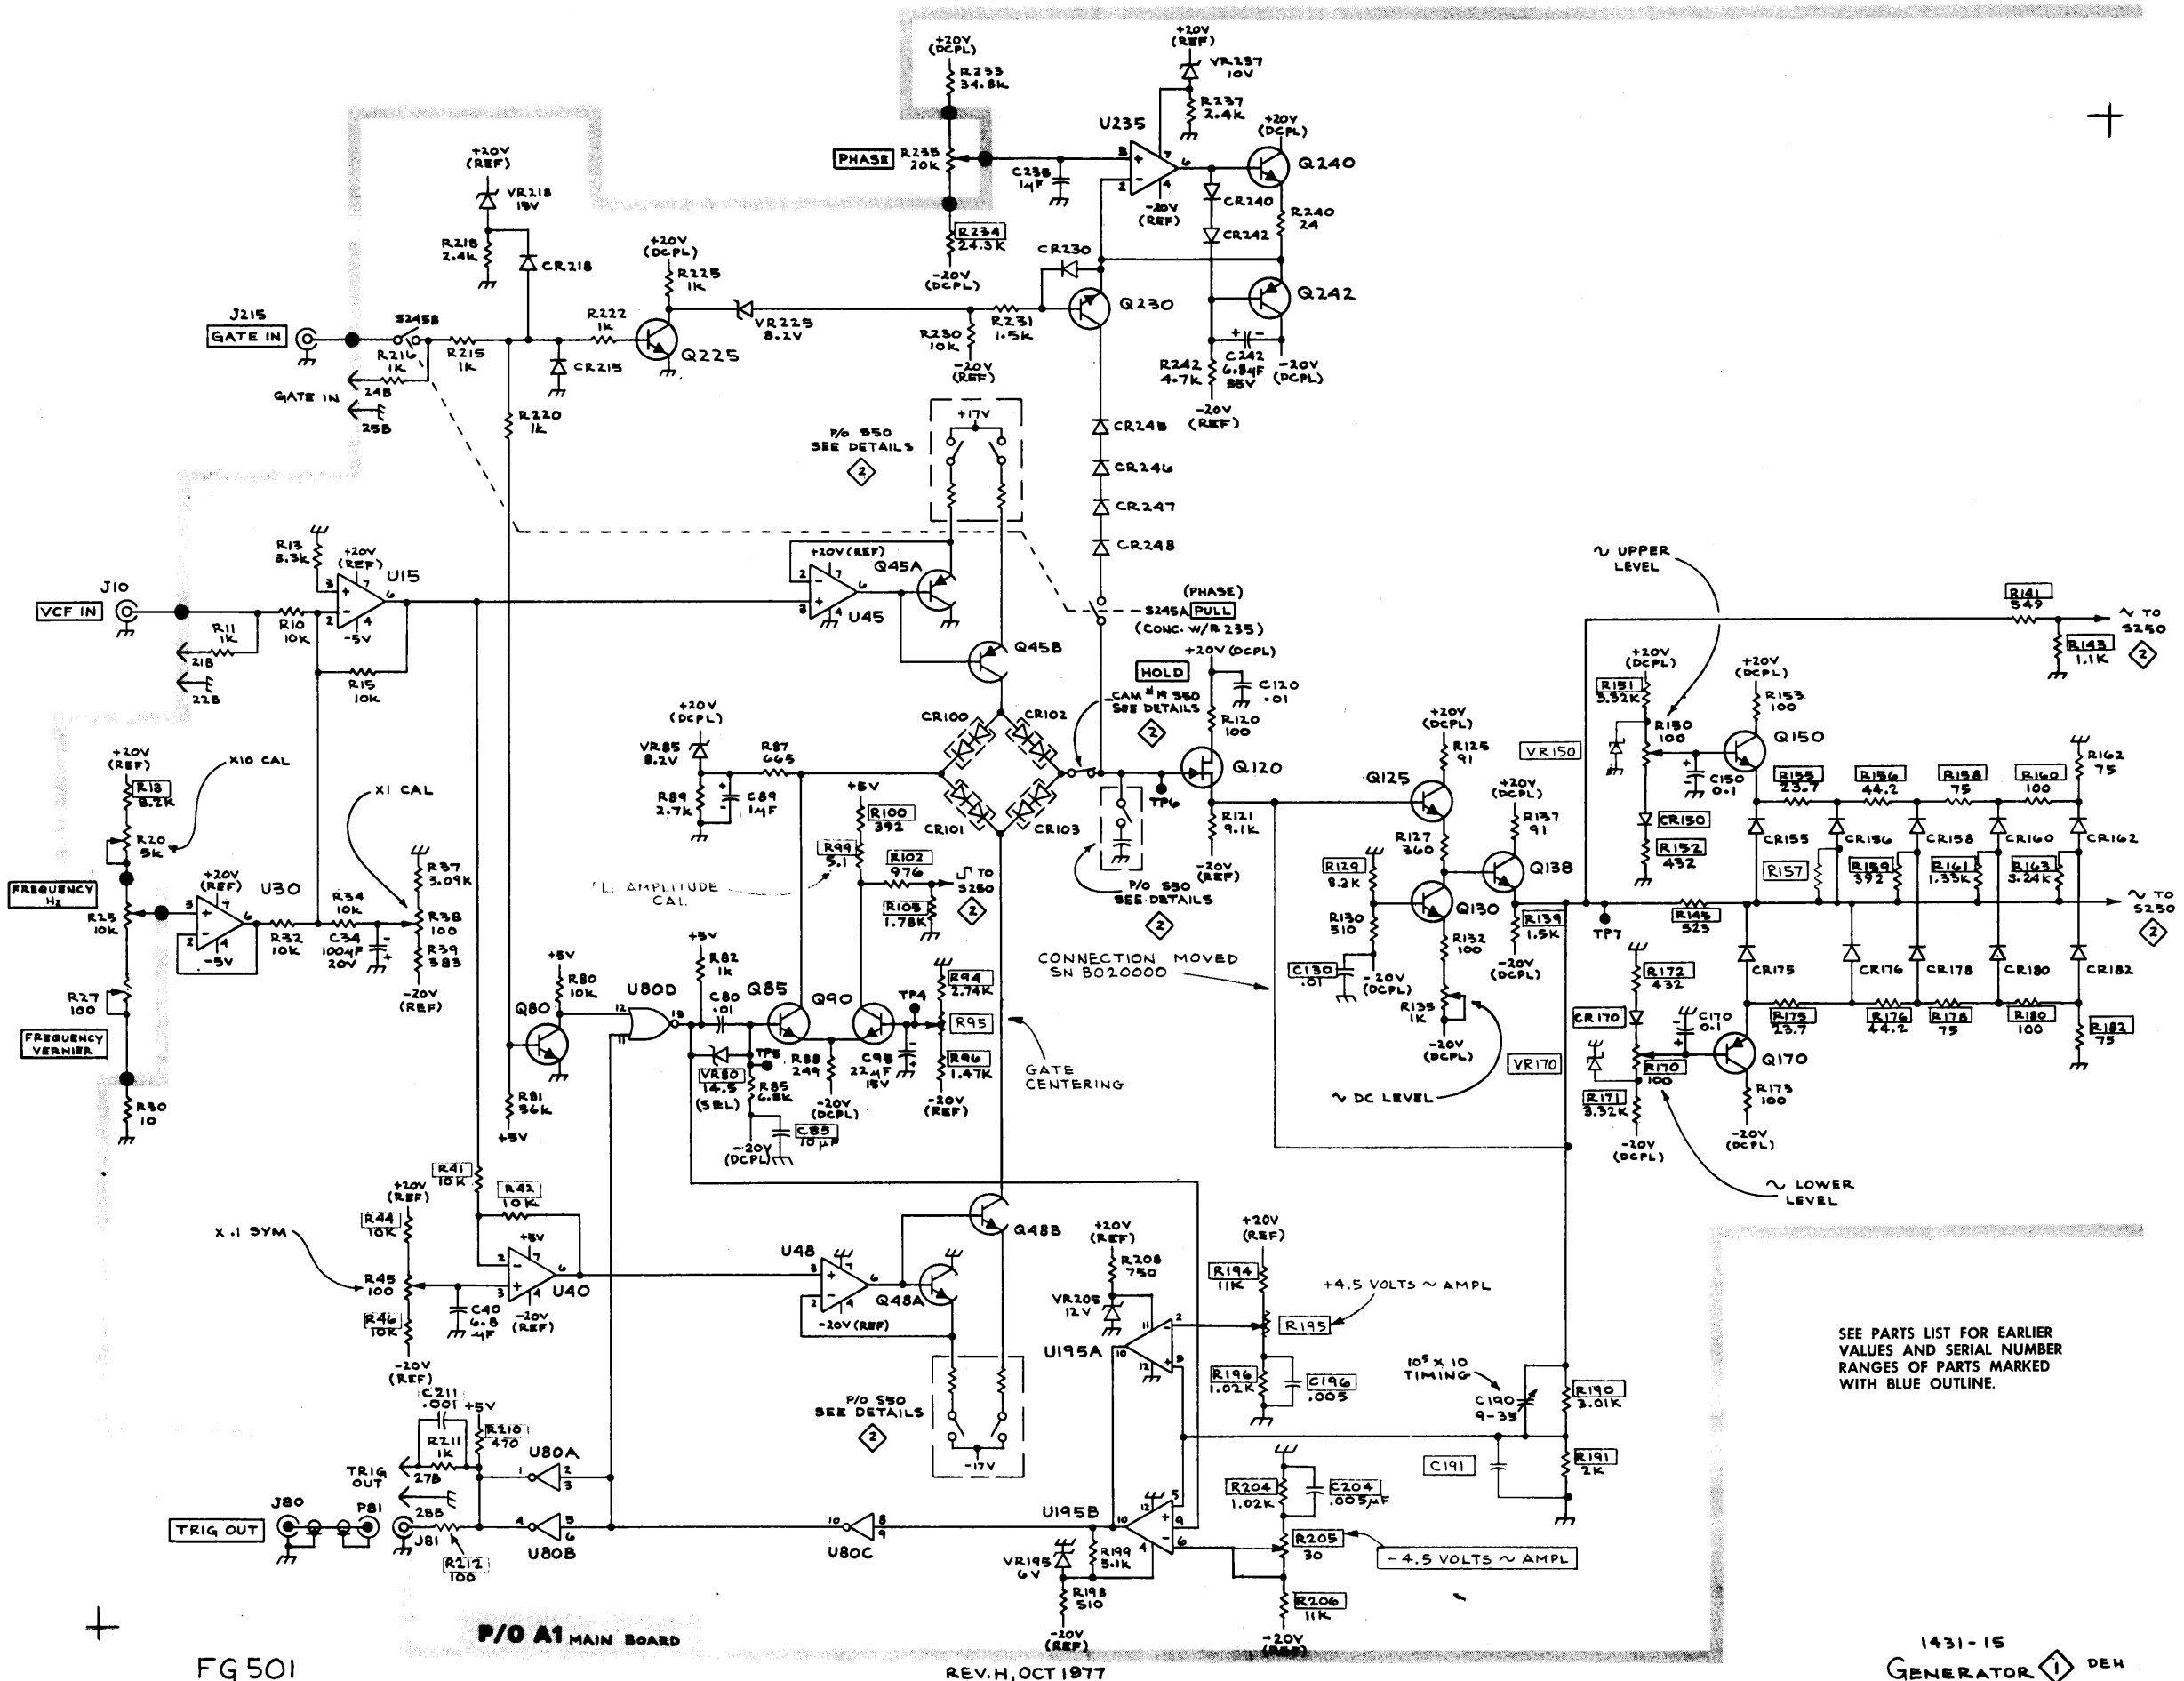 +20V
(DCPL)
R233
34.8K
PHASE
R235
20K
R234
24.3K
-20V
(DCPL)
+20V
(REF)
VR237
10V
R237
2.4K
U235
3
+
-
2
7
4
6
C235
1µF
-20V
(REF)
+20V
(DCPL)
Q240
CR240
R240
24
CR242
Q242
CR230
Q230
R242
4.7K
C242
6.8µF
35V
-20V
(DCPL)
-20V
(REF)
+20V
(REF)
VR218
15V
R218
2.4K
CR218
+20V
(DCPL)
R225
1K
J215
GATE IN
S245B
R216
1K
R215
1K
R222
1K
Q225
VR225
8.2V
R230
10K
R231
1.5K
-20V
(REF)
CR215
24B
GATE IN
25B
R220
1K
+17V
P/O S50
SEE DETAILS
2
CR245
CR246
CR247
CR248
R13
3.3K
+20V
(REF)
U15
J10
VCF IN
R11
1K
R10
10K
21B
22B
-5V
R15
10K
+20V (REF)
Q45A
U45
Q45B
(PHASE)
S245A PULL
(CONC. W/R 235)
HOLD
CAM # 19 S50
SEE DETAILS
2
+20V (DCPL)
C120
.01
R120
100
Q120
TP6
R121
9.1K
-20V
(REF)
P/O S50
SEE DETAILS
2
CR100
CR102
CR101
CR103
+20V
(DCPL)
VR85
8.2V
R87
665
R89
2.7K
C89
1µF
+5V
R100
392
R99
5.1
AMPLITUDE
CAL
R102
976
TO
S250
2
R103
1.78K
+20V
(REF)
R18
8.2K
X10 CAL
R20
5K
X1 CAL
FREQUENCY
Hz
R25
10K
+20V
(REF)
U30
-5V
R32
10K
R34
10K
C34
100µF
20V
R37
3.09K
R38
100
R39
383
-20V
(REF)
R27
100
FREQUENCY
VERNIER
R30
10
+5V
R80
10K
Q80
U80D
12
11
13
+5V
R82
1K
C80
.01
Q85
Q90
TP4
R94
2.74K
R95
R96
1.47K
-20V
(REF)
TP5
VR80
14.5
(SEL)
R85
6.8K
R88
249
C95
22µF
15V
-20V
(DCPL)
C85
10µF
-20V
(DCPL)
R81
36K
+5V
GATE
CENTERING
CONNECTION MOVED
SN B020000
+20V
(DCPL)
R125
91
Q125
R127
360
+20V
(DCPL)
R137
91
Q138
R129
8.2K
Q130
R130
510
C130
.01
-20V
(DCPL)
R132
100
R135
1K
-20V
(DCPL)
R139
1.5K
-20V
(DCPL)
~ DC LEVEL
~ UPPER
LEVEL
R141
549
~ TO
S250
2
R143
1.1K
+20V
(DCPL)
R151
3.32K
R150
100
VR150
CR150
R152
432
+20V
(DCPL)
R153
100
Q150
C150
0.1
R155
23.7
R156
44.2
R158
75
R160
100
R162
75
CR155
CR156
CR158
CR160
CR162
R157
R159
392
R161
1.33K
R163
3.24K
TP7
R145
523
~ TO
S250
2
R172
432
CR170
C170
0.1
VR170
R170
100
R171
3.32K
-20V
(DCPL)
Q170
R173
100
-20V
(DCPL)
CR175
CR176
CR178
CR180
CR182
R175
23.7
R176
44.2
R178
75
R180
100
R182
75
~ LOWER
LEVEL
R41
10K
R42
10K
X .1 SYM
+20V
(REF)
R44
10K
R45
100
R46
10K
-20V
(REF)
C40
6.8
µF
+5V
U40
-20V
(REF)
U48
Q48A
Q48B
-20V (REF)
P/O S50
SEE DETAILS
2
-17V
+20V
(REF)
R208
750
VR205
12V
U195A
+20V
(REF)
R194
11K
+4.5 VOLTS ~ AMPL
R195
R196
1.02K
C196
.005
10⁵ X 10
TIMING
C190
9-35
R190
3.01K
C191
R191
2K
U195B
R204
1.02K
C204
.005µF
R205
30
-4.5 VOLTS ~ AMPL
R206
11K
-20V
VR195
6V
R199
5.1K
R198
510
-20V
(REF)
C211
.001
+5V
R210
470
R211
1K
27B
TRIG
OUT
28B
U80A
U80B
U80C
J80
P81
TRIG OUT
J81
R212
100
SEE PARTS LIST FOR EARLIER
VALUES AND SERIAL NUMBER
RANGES OF PARTS MARKED
WITH BLUE OUTLINE.
P/O A1 MAIN BOARD
FG 501
REV. H, OCT 1977
1431-15
GENERATOR 1 DEH